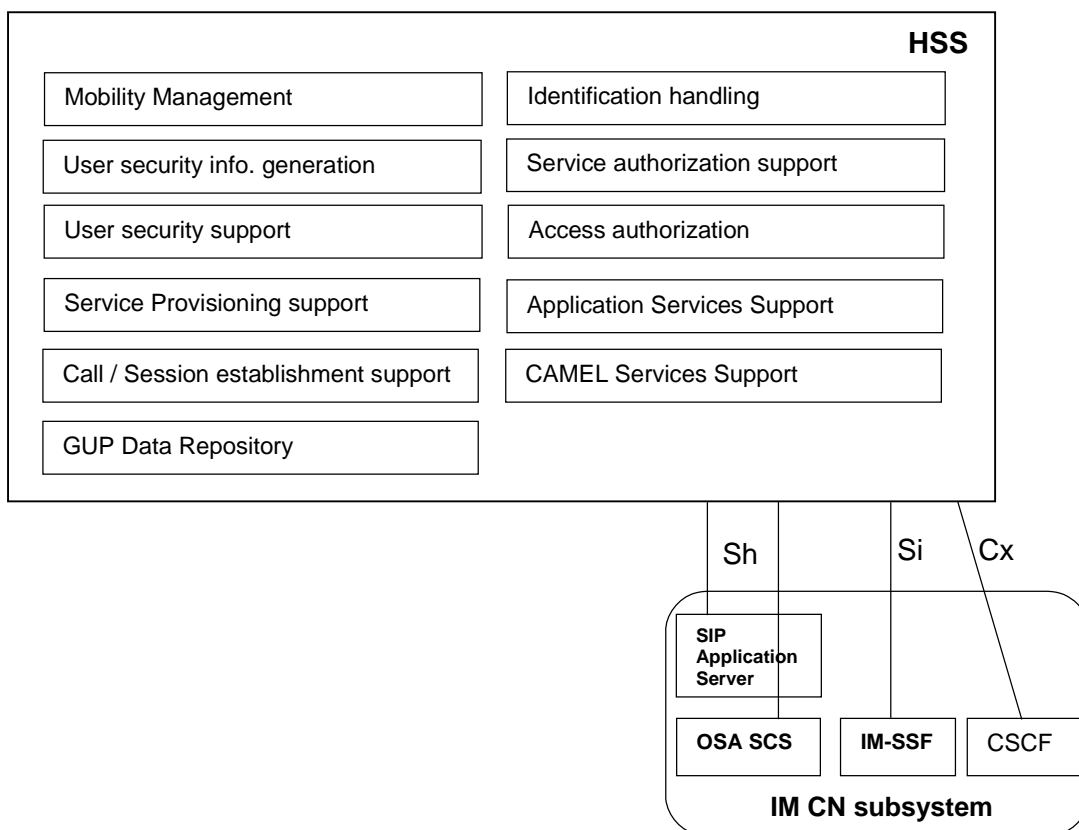 HSS
Mobility Management
Identification handling
User security info. generation
Service authorization support
User security support
Access authorization
Service Provisioning support
Application Services Support
Call / Session establishment support
CAMEL Services Support
GUP Data Repository
Sh
Si
Cx
SIP
Application
Server
OSA SCS
IM-SSF
CSCF
IM CN subsystem